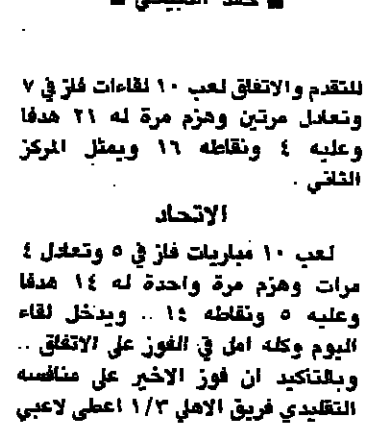 للتقدم والاتفاق لعب ١٠ لقاءات فاز في ٧
وتعادل مرتين وهزم مرة له ٢١ هدفا
وعليه ٤ ونقاطه ١٦ ويمثل المركز
الثاني .
الاتحاد
لعب ١٠ مباريات فاز في ٥ وتعادل ٤
مرات وهزم مرة واحدة له ١٤ هدفا
وعليه ٥ ونقاطه ١٤ .. ويدخل لقاء
اليوم وكله امل في الفوز على الاتفاق ..
وبالتاكيد ان فوز الاخير على منافسه
التقليدي فريق الاهلي ١/٣ اعطى لاعبي